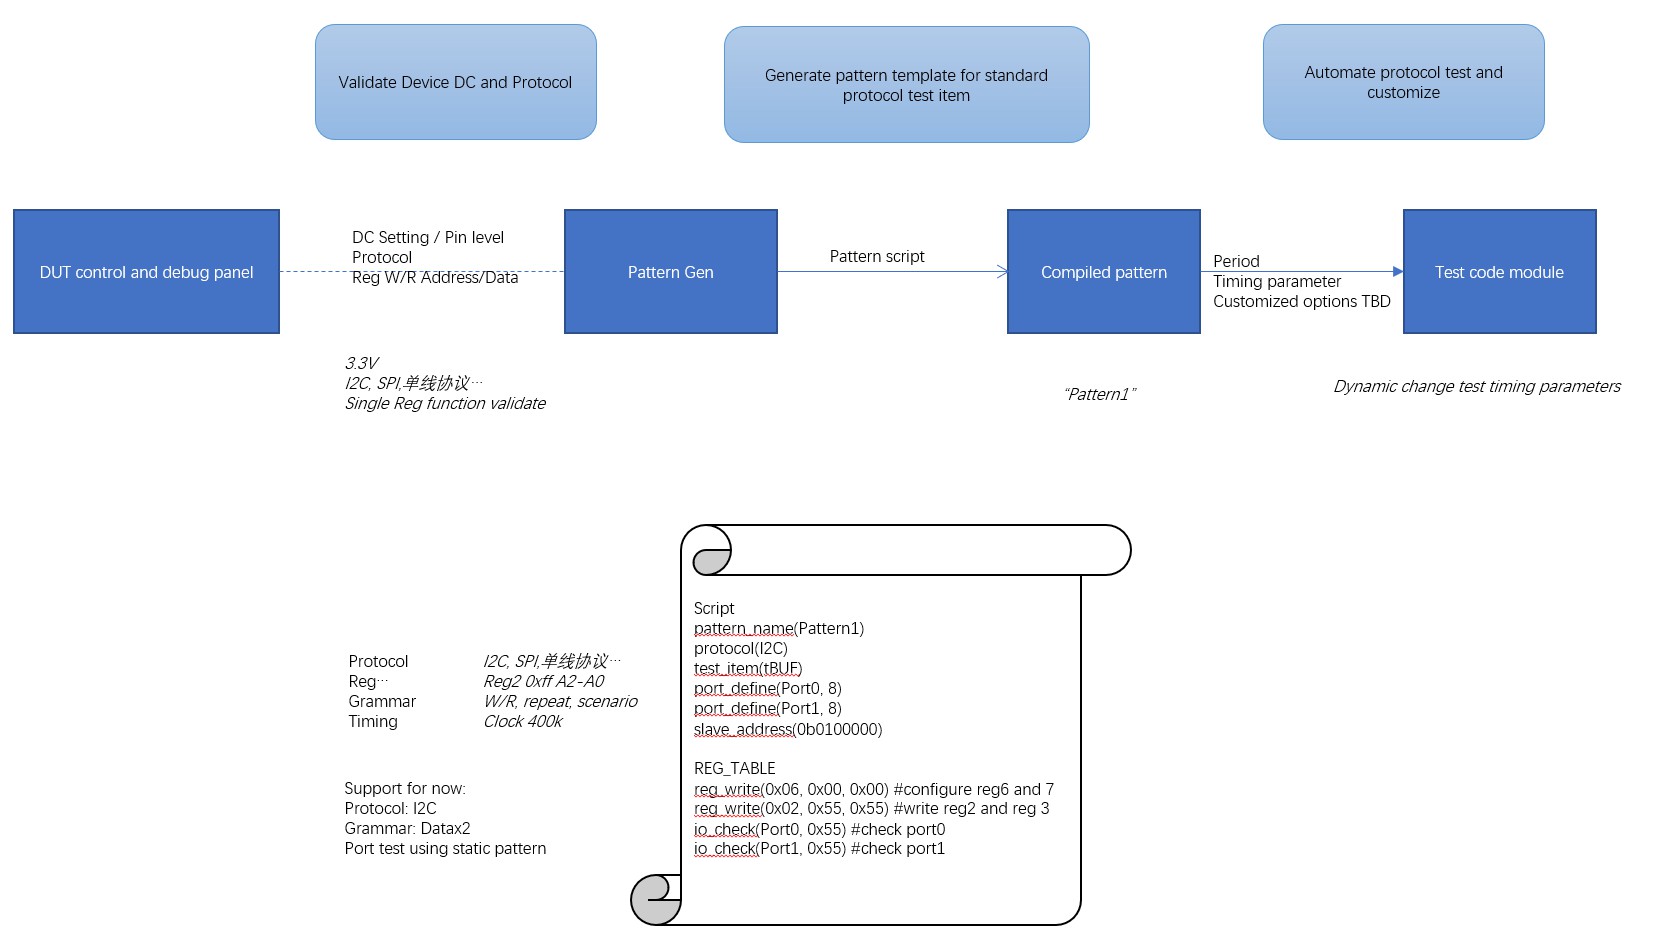 Validate Device DC and Protocol
Generate pattern template for standard
protocol test item
Automate protocol test and
customize
DUT control and debug panel
DC Setting / Pin level
Protocol
Reg W/R Address/Data
Pattern Gen
Pattern script
Compiled pattern
Period
Timing parameter
Customized options TBD
Test code module
3.3V
I2C, SPI,单线协议…
Single Reg function validate
“Pattern1”
Dynamic change test timing parameters
Protocol I2C, SPI,单线协议…
Reg… Reg2 0xff A2-A0
Grammar W/R, repeat, scenario
Timing Clock 400k
Support for now:
Protocol: I2C
Grammar: Datax2
Port test using static pattern
Script
pattern_name(Pattern1)
protocol(I2C)
test_item(tBUF)
port_define(Port0, 8)
port_define(Port1, 8)
slave_address(0b0100000)
REG_TABLE
reg_write(0x06, 0x00, 0x00) #configure reg6 and 7
reg_write(0x02, 0x55, 0x55) #write reg2 and reg 3
io_check(Port0, 0x55) #check port0
io_check(Port1, 0x55) #check port1